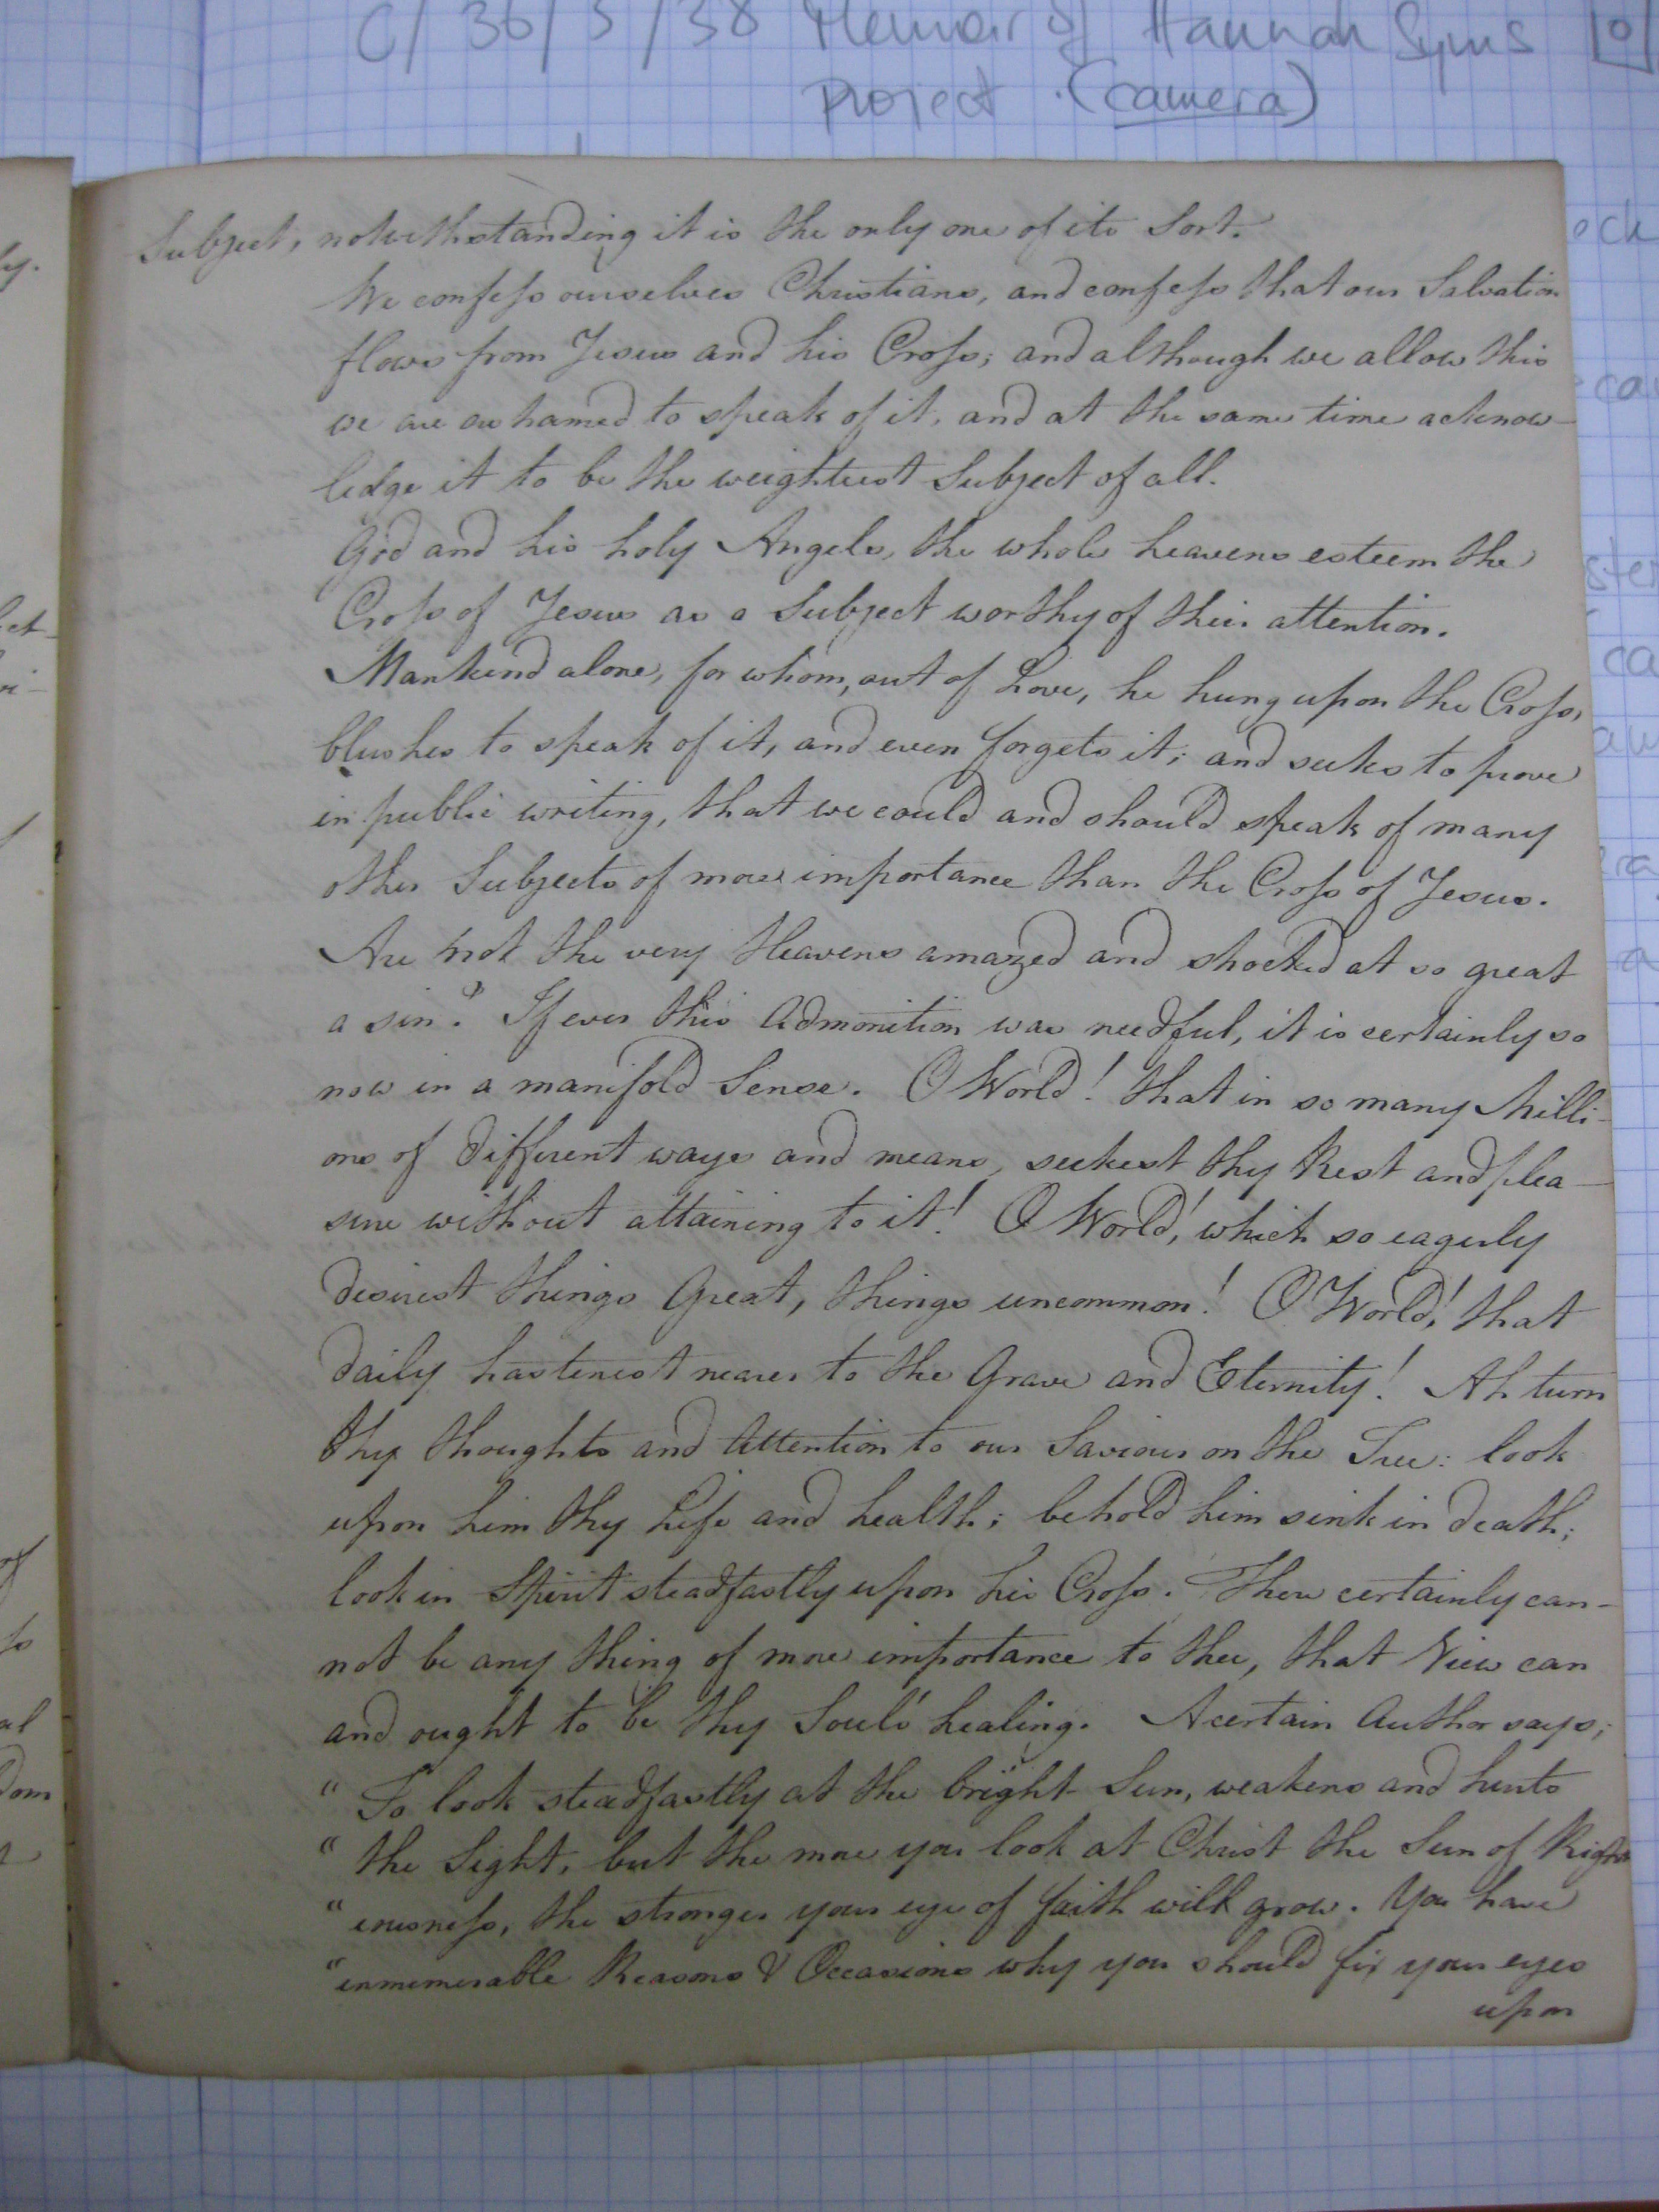 C/36/5/38 Memoir of Hannah Syms
Project (camera)
Subject, notwithstanding it is the only one of its Sort.
We confess ourselves Christians, and confess that our Salvation
flows from Jesus and his Cross; and although we allow this
we are ashamed to speak of it, and at the same time acknow-
ledge it to be the weightiest Subject of all.
God and his holy Angels, the whole heavens esteem the
Cross of Jesus as a Subject worthy of their attention.
Mankind alone, for whom, out of Love, he hung upon the Cross,
blushes to speak of it, and even forgets it; and seeks to prove
in public writing, that we could and should speak of many
other Subjects of more importance than the Cross of Jesus.
Are not the very Heavens amazed and shocked at so great
a sin? If ever this Admonition was needful, it is certainly so
now in a manifold Sense. O World! that in so many Milli-
ons of different ways and means, seekest thy Rest and plea-
sure without attaining to it! O World! which so eagerly
desirest things Great, things uncommon! O World! that
daily hastenest nearer to the Grave and Eternity! Ah turn
thy thoughts and Attention to our Saviour on the Tree: look
upon him thy Life and health; behold him sink in death;
look in Spirit steadfastly upon his Cross. There certainly can-
not be any thing of more importance to thee, that View can
and ought to be thy Soul's healing. A certain Author says;
"To look steadfastly at the bright Sun, weakens and hurts
"the Sight, but the more you look at Christ the Sun of Right
"eousness, the stronger your eye of faith will grow. You have
"innumerable Reasons & Occasions why you should fix your eyes
upon